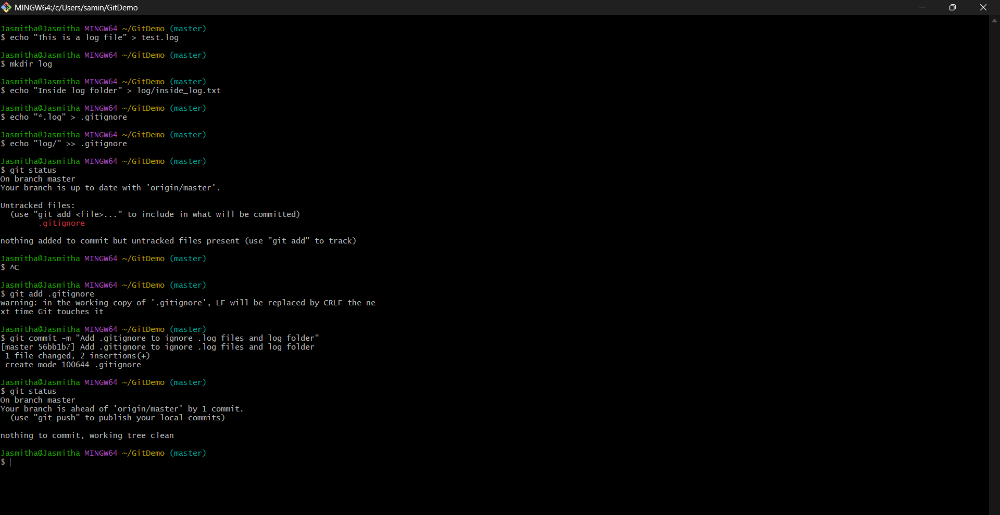 MINGW64:/c/Users/samin/GitDemo
Jasmitha@Jasmitha MINGW64 ~/GitDemo (master)
$ echo "This is a log file" > test.log
Jasmitha@Jasmitha MINGW64 ~/GitDemo (master)
$ mkdir log
Jasmitha@Jasmitha MINGW64 ~/GitDemo (master)
$ echo "Inside log folder" > log/inside_log.txt
Jasmitha@Jasmitha MINGW64 ~/GitDemo (master)
$ echo "*.log" > .gitignore
Jasmitha@Jasmitha MINGW64 ~/GitDemo (master)
$ echo "log/" >> .gitignore
Jasmitha@Jasmitha MINGW64 ~/GitDemo (master)
$ git status
On branch master
Your branch is up to date with 'origin/master'.
Untracked files:
  (use "git add <file>..." to include in what will be committed)
        .gitignore
nothing added to commit but untracked files present (use "git add" to track)
Jasmitha@Jasmitha MINGW64 ~/GitDemo (master)
$ ^C
Jasmitha@Jasmitha MINGW64 ~/GitDemo (master)
$ git add .gitignore
warning: in the working copy of '.gitignore', LF will be replaced by CRLF the ne
xt time Git touches it
Jasmitha@Jasmitha MINGW64 ~/GitDemo (master)
$ git commit -m "Add .gitignore to ignore .log files and log folder"
[master 56bb1b7] Add .gitignore to ignore .log files and log folder
 1 file changed, 2 insertions(+)
 create mode 100644 .gitignore
Jasmitha@Jasmitha MINGW64 ~/GitDemo (master)
$ git status
On branch master
Your branch is ahead of 'origin/master' by 1 commit.
  (use "git push" to publish your local commits)
nothing to commit, working tree clean
Jasmitha@Jasmitha MINGW64 ~/GitDemo (master)
$